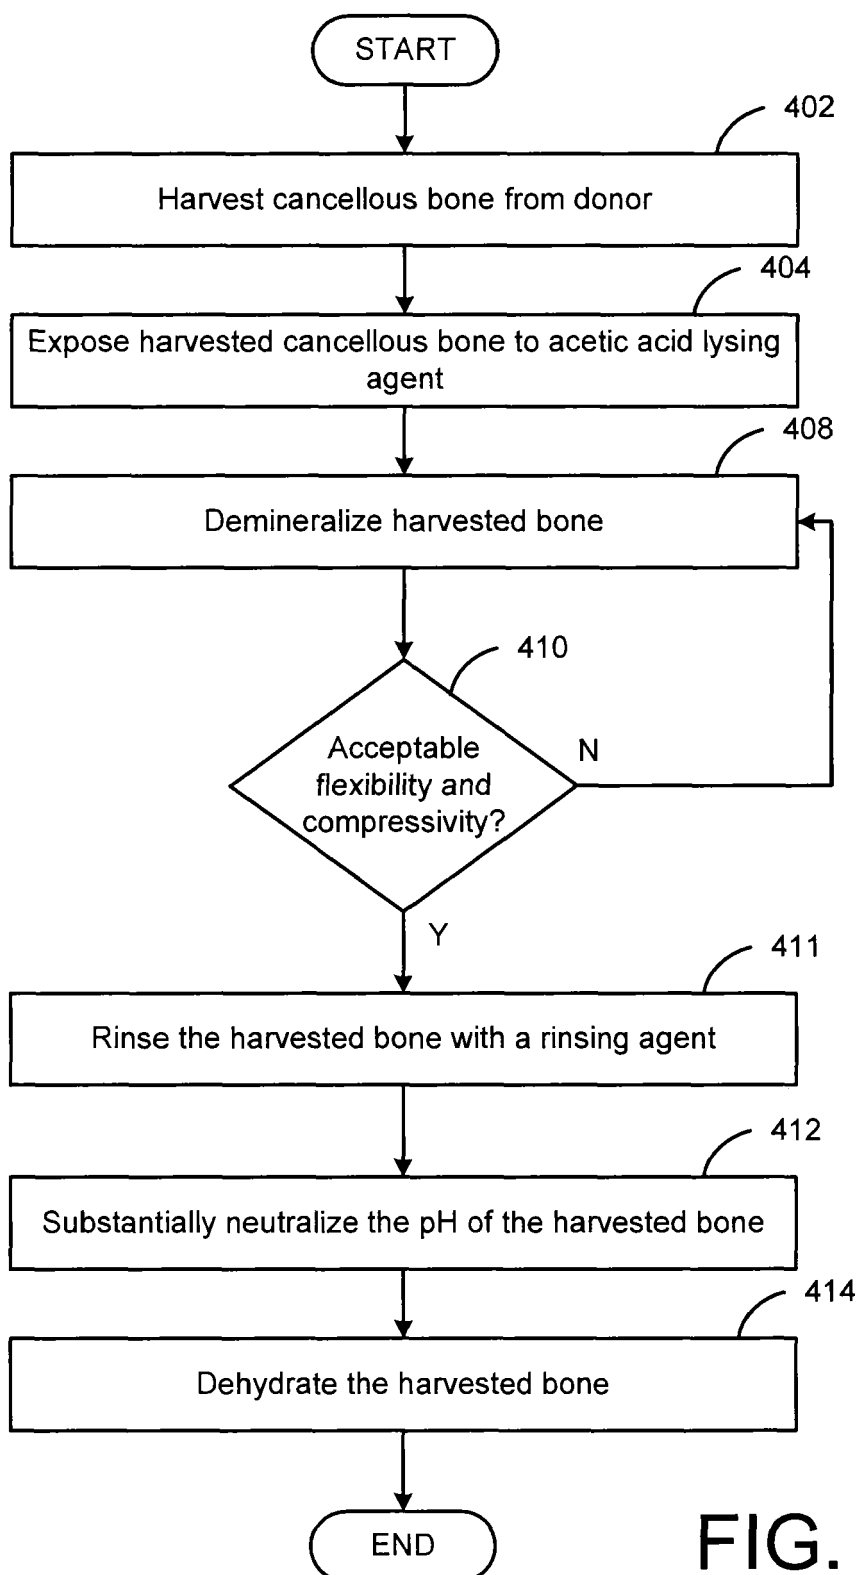 START
402
Harvest cancellous bone from donor
404
Expose harvested cancellous bone to acetic acid lysing
agent
408
Demineralize harvested bone
410
Acceptable
flexibility and
compressivity?
N
Y
411
Rinse the harvested bone with a rinsing agent
412
Substantially neutralize the pH of the harvested bone
414
Dehydrate the harvested bone
END
FIG.